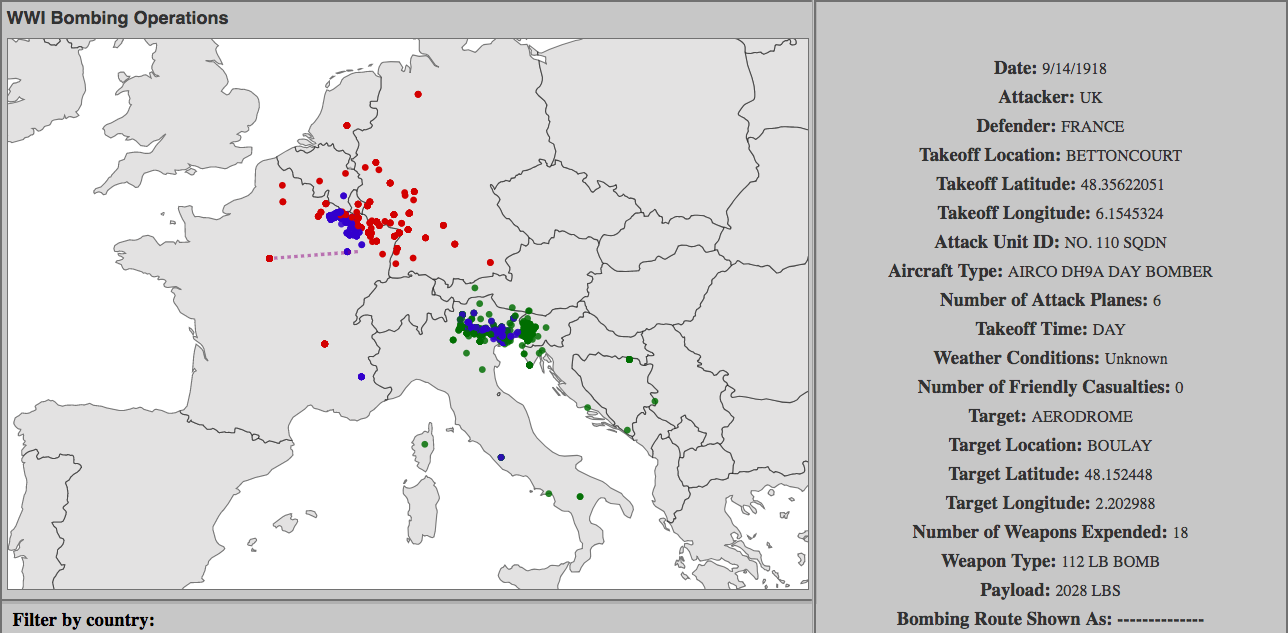 WWI Bombing Operations
Date: 9/14/1918
Attacker: UK
Defender: FRANCE
Takeoff Location: BETTONCOURT
Takeoff Latitude: 48.35622051
Takeoff Longitude: 6.1545324
Attack Unit ID: NO. 110 SQDN
Aircraft Type: AIRCO DH9A DAY BOMBER
Number of Attack Planes: 6
Takeoff Time: DAY
Weather Conditions: Unknown
Number of Friendly Casualties: 0
Target: AERODROME
Target Location: BOULAY
Target Latitude: 48.152448
Target Longitude: 2.202988
Number of Weapons Expended: 18
Weapon Type: 112 LB BOMB
Payload: 2028 LBS
Bombing Route Shown As: --------------
Filter by country: